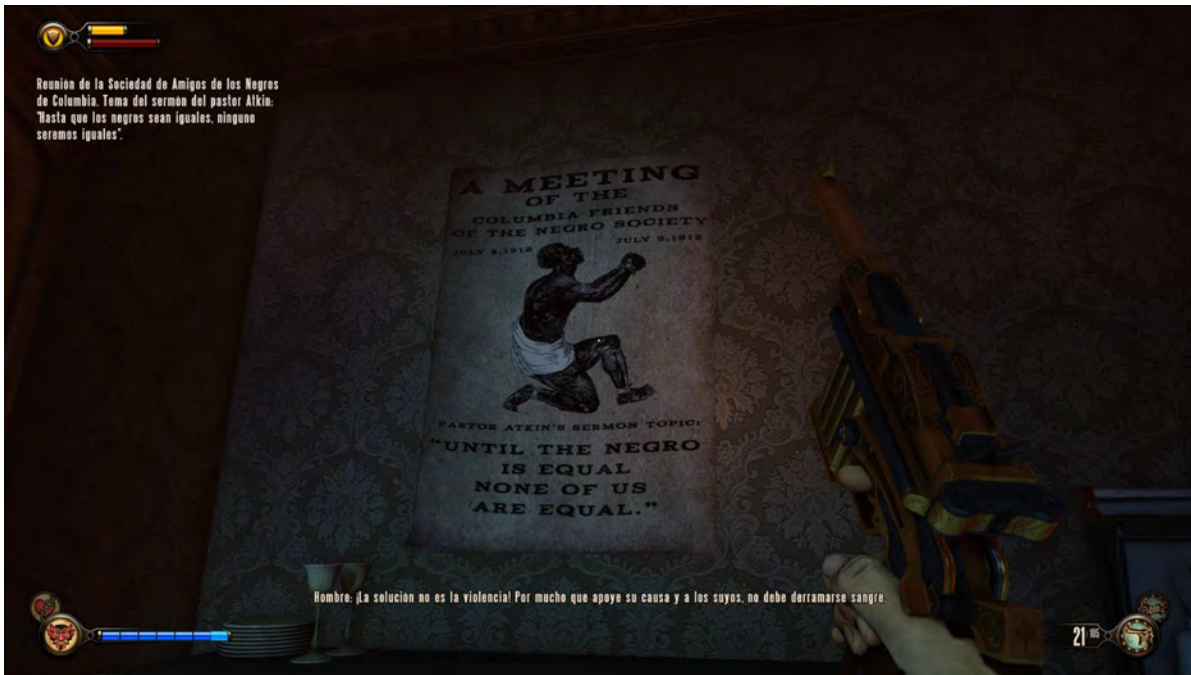 Reunión de la Sociedad de Amigos de los Negros
de Columbia. Tema del sermón del pastor Atkin:
"Hasta que los negros sean iguales, ninguno
seremos iguales".
A MEETING
OF THE
COLUMBIA FRIENDS
OF THE NEGRO SOCIETY
JULY 9,1912 JULY 9,1912
PASTOR ATKIN'S SERMON TOPIC:
"UNTIL THE NEGRO
IS EQUAL
NONE OF US
ARE EQUAL."
Hombre: ¡La solución no es la violencia! Por mucho que apoye su causa y a los suyos, no debe derramarse sangre.
21 105